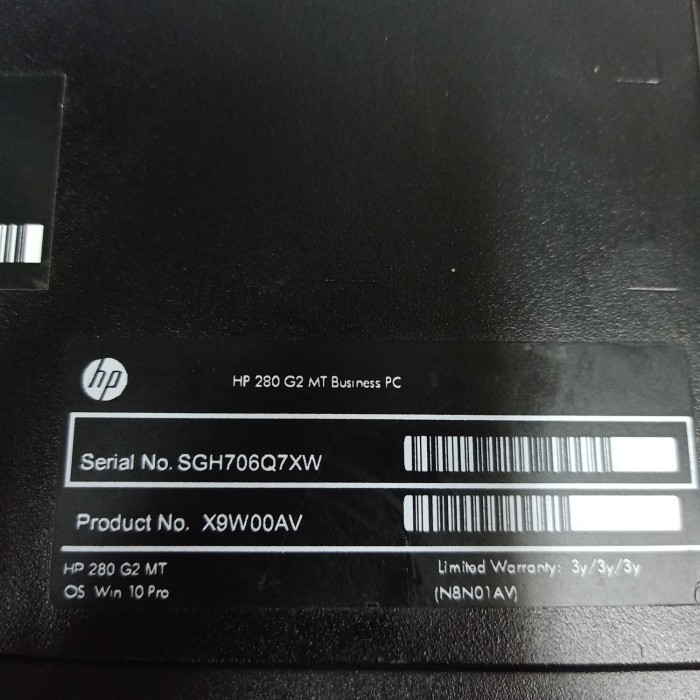 hp
HP 280 G2 MT Business PC
Serial No. SGH706Q7XW
Product No. X9W00AV
HP 280 G2 MT
Limited Warranty: 3y/3y/3y
OS Win 10 Pro
(N8N01AV)